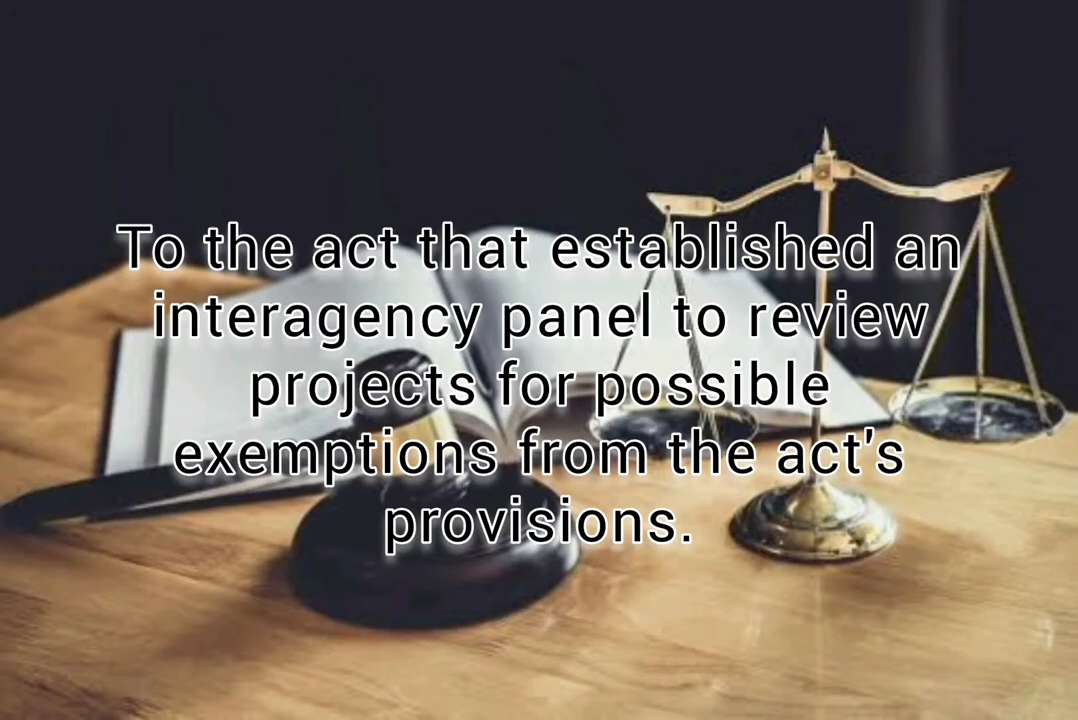 To the act that established an
interagency panel to review
projects for possible
exemptions from the act's
provisions.